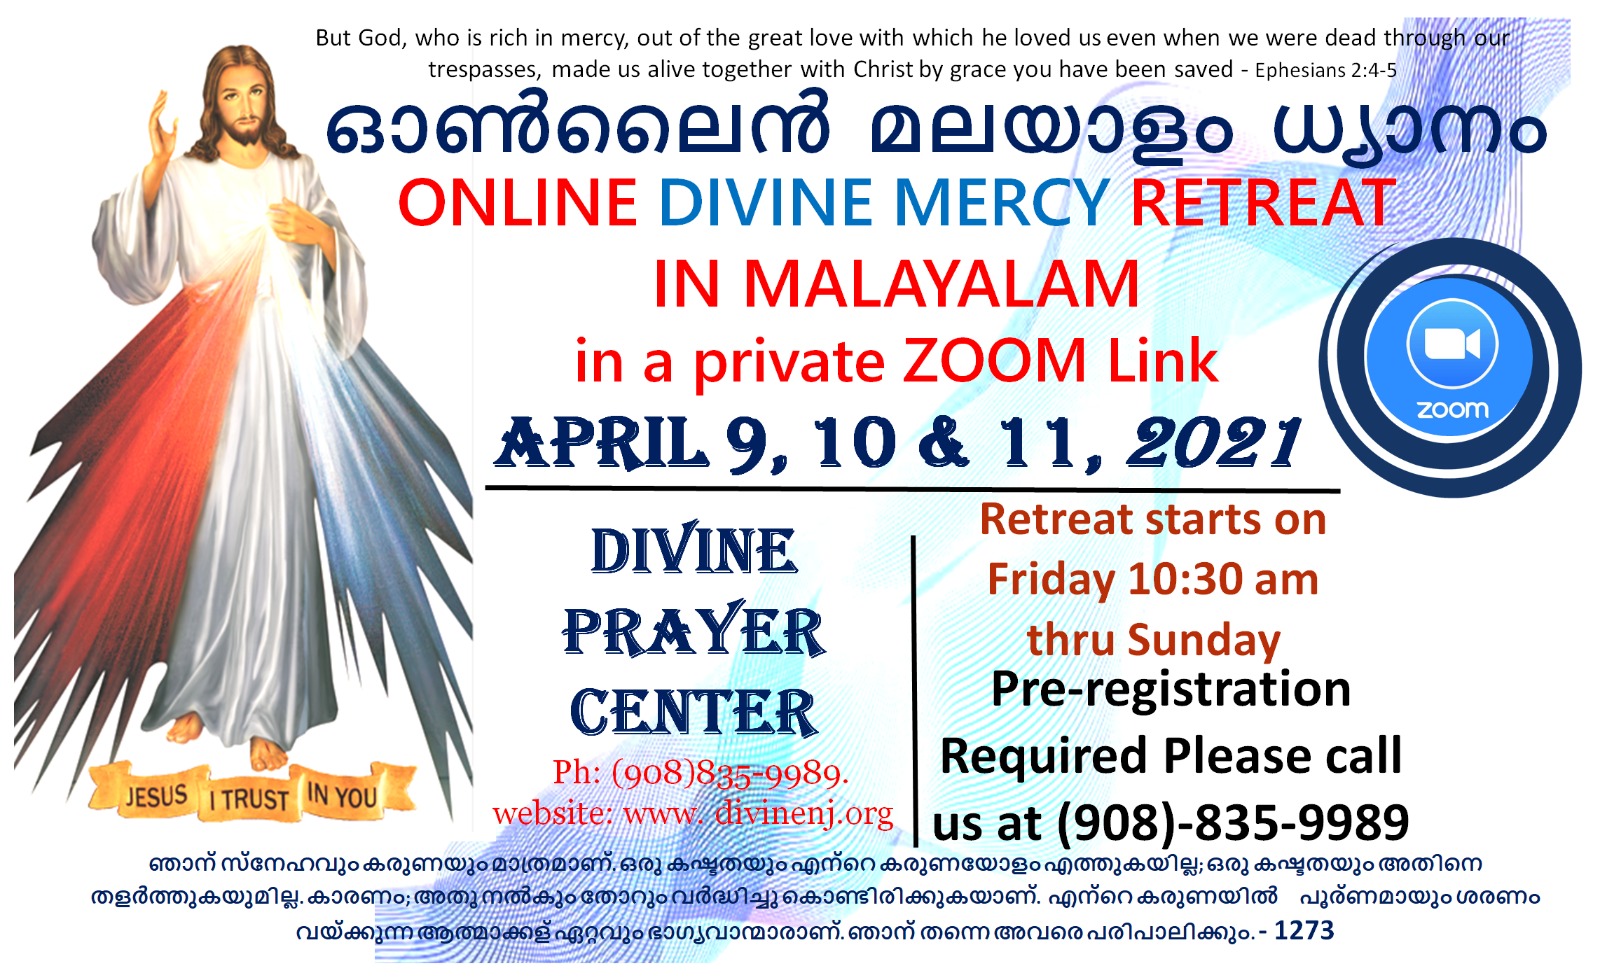 But God, who is rich in mercy, out of the great love with which he loved us even when we were dead through our
trespasses, made us alive together with Christ by grace you have been saved - Ephesians 2:4-5
ഓൺലൈൻ മലയാളം ധ്യാനം
ONLINE DIVINE MERCY RETREAT
IN MALAYALAM
in a private ZOOM Link
zoom
APRIL 9, 10 & 11, 2021
DIVINE
PRAYER
CENTER
Ph: (908)835-9989.
website: www. divinenj.org
Retreat starts on
Friday 10:30 am
thru Sunday
Pre-registration
Required Please call
us at (908)-835-9989
JESUS I TRUST IN YOU
ഞാന് സ്നേഹവും കരുണയും മാത്രമാണ്. ഒരു കഷ്ടതയും എന്റെ കരുണയോളം എത്തുകയില്ല; ഒരു കഷ്ടതയും അതിനെ
തളർത്തുകയുമില്ല. കാരണം; അതു നൽകും തോറും വർദ്ധിച്ചു കൊണ്ടിരിക്കുകയാണ്. എന്റെ കരുണയിൽ പൂർണമായും ശരണം
വയ്ക്കുന്ന ആത്മാക്കള് ഏറ്റവും ഭാഗ്യവാന്മാരാണ്. ഞാന് തന്നെ അവരെ പരിപാലിക്കും. - 1273